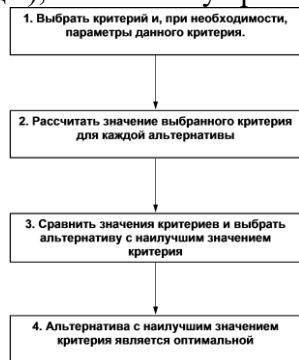 1. Выбрать критерий и, при необходимости,
параметры данного критерия.
2. Рассчитать значение выбранного критерия
для каждой альтернативы
3. Сравнить значения критериев и выбрать
альтернативу с наилучшим значением
критерия
4. Альтернатива с наилучшим значением
критерия является оптимальной